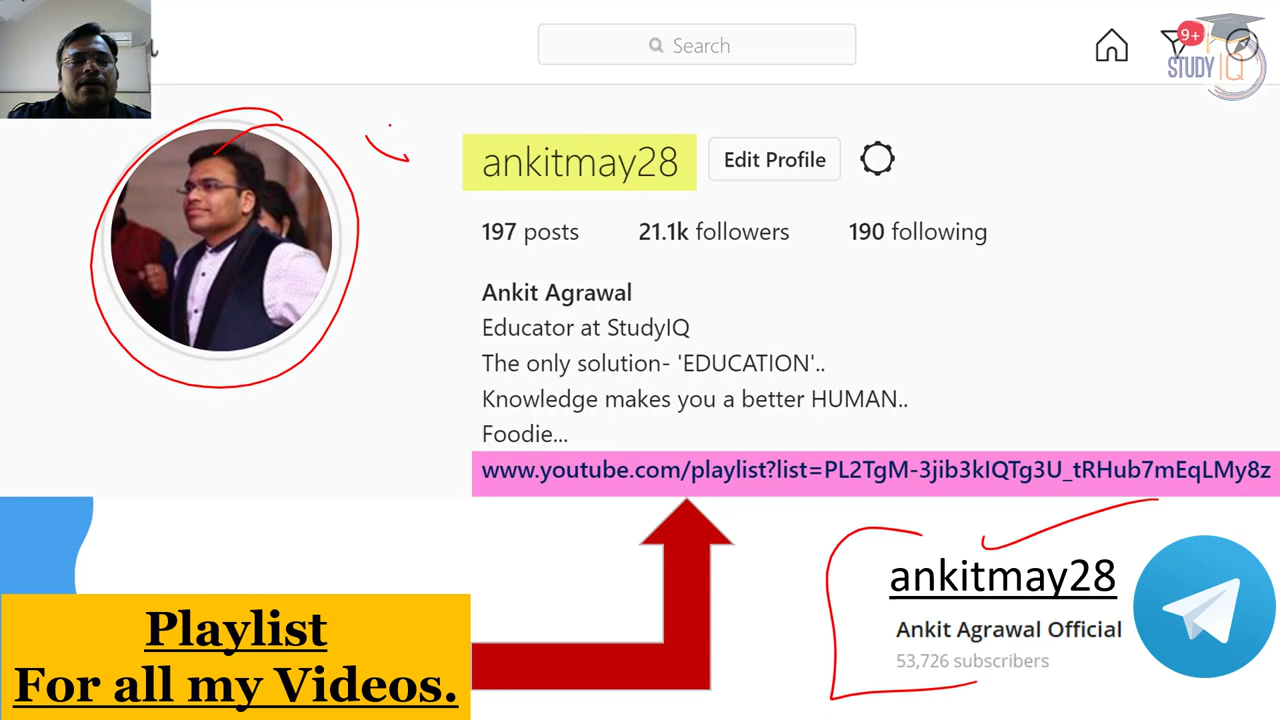 Search
9+
STUDY IQ
ankitmay28
Edit Profile
197 posts 21.1k followers 190 following
Ankit Agrawal
Educator at StudyIQ
The only solution- 'EDUCATION'..
Knowledge makes you a better HUMAN..
Foodie...
www.youtube.com/playlist?list=PL2TgM-3jib3kIQTg3U_tRHub7mEqLMy8z
Playlist
For all my Videos.
ankitmay28
Ankit Agrawal Official
53,726 subscribers